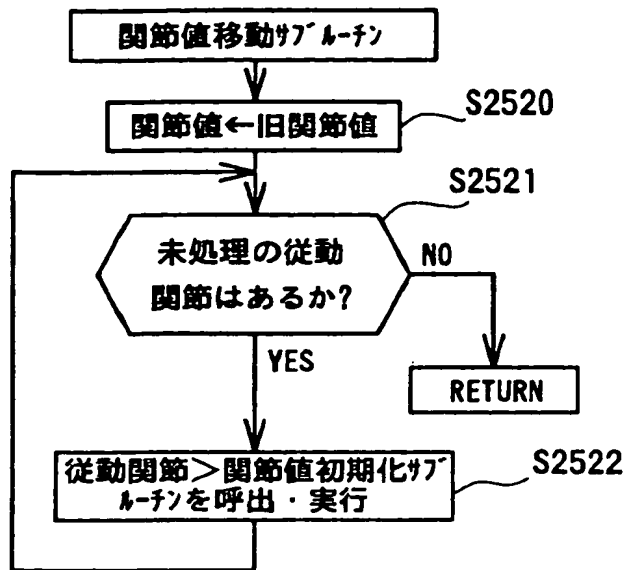 関節値移動ｻﾌﾞﾙｰﾁﾝ
S2520
関節値←旧関節値
S2521
未処理の従動
関節はあるか?
NO
YES
RETURN
従動関節>関節値初期化ｻﾌﾞ
ﾙｰﾁﾝを呼出・実行
S2522